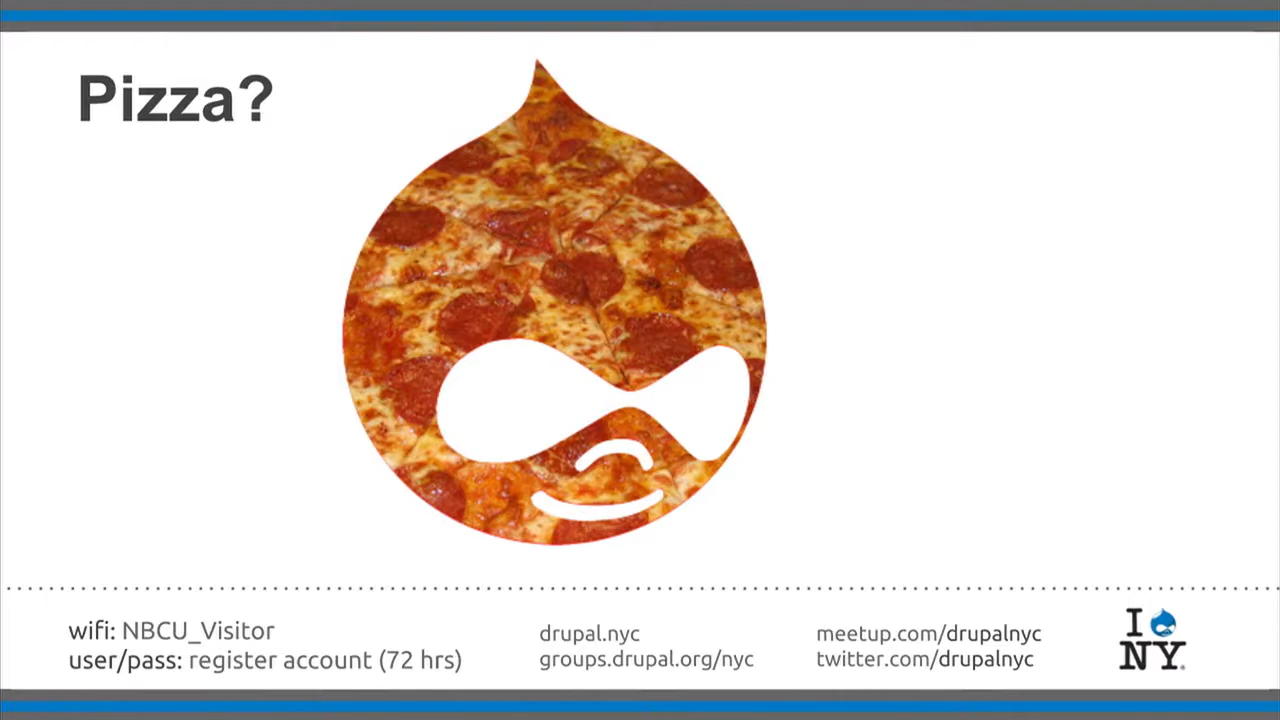 Pizza?
wifi: NBCU_Visitor
user/pass: register account (72 hrs)
drupal.nyc
groups.drupal.org/nyc
meetup.com/drupalnyc
twitter.com/drupalnyc
I
NY